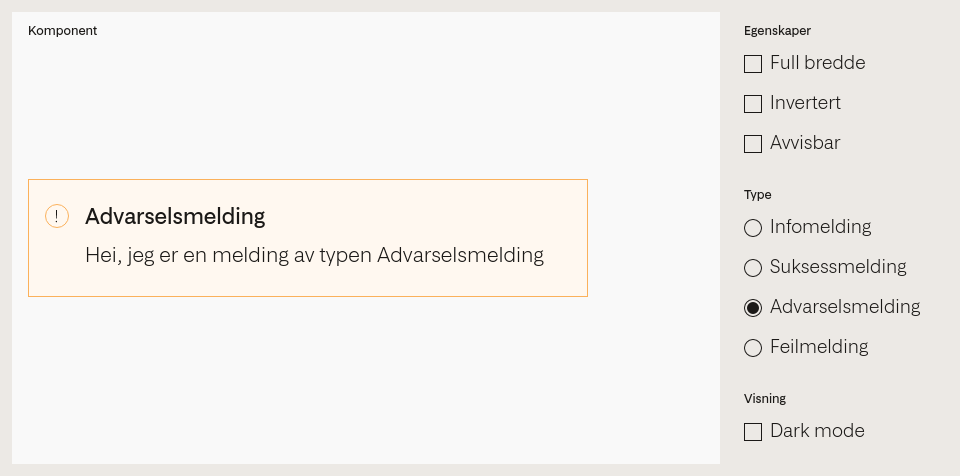 Komponent
!
Advarselsmelding
Hei, jeg er en melding av typen Advarselsmelding
Egenskaper
Full bredde
Invertert
Avvisbar
Type
Infomelding
Suksessmelding
Advarselsmelding
Feilmelding
Visning
Dark mode